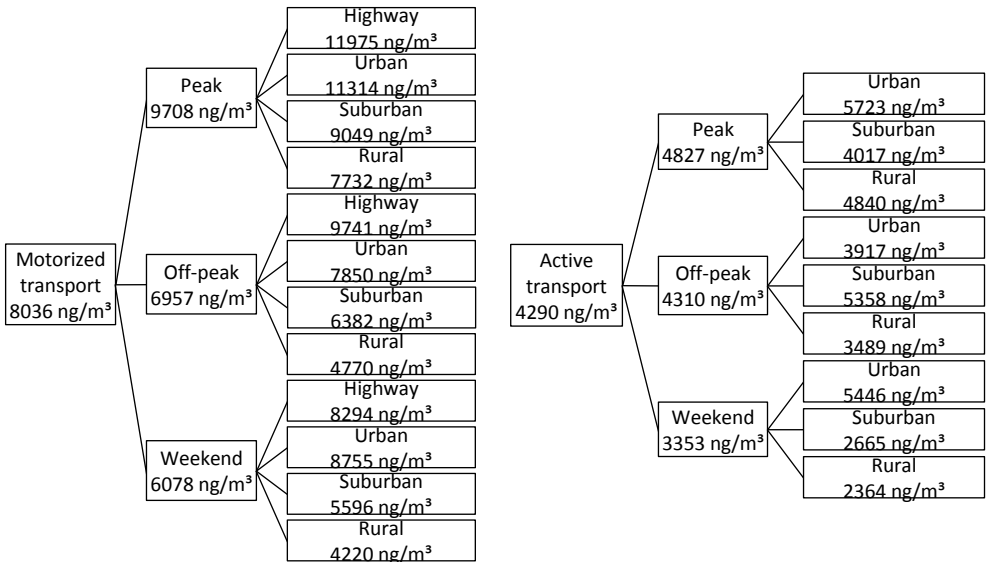 Motorized
transport
8036 ng/m³
Peak
9708 ng/m³
Highway
11975 ng/m³
Urban
11314 ng/m³
Suburban
9049 ng/m³
Rural
7732 ng/m³
Off-peak
6957 ng/m³
Highway
9741 ng/m³
Urban
7850 ng/m³
Suburban
6382 ng/m³
Rural
4770 ng/m³
Weekend
6078 ng/m³
Highway
8294 ng/m³
Urban
8755 ng/m³
Suburban
5596 ng/m³
Rural
4220 ng/m³
Active
transport
4290 ng/m³
Peak
4827 ng/m³
Urban
5723 ng/m³
Suburban
4017 ng/m³
Rural
4840 ng/m³
Off-peak
4310 ng/m³
Urban
3917 ng/m³
Suburban
5358 ng/m³
Rural
3489 ng/m³
Weekend
3353 ng/m³
Urban
5446 ng/m³
Suburban
2665 ng/m³
Rural
2364 ng/m³